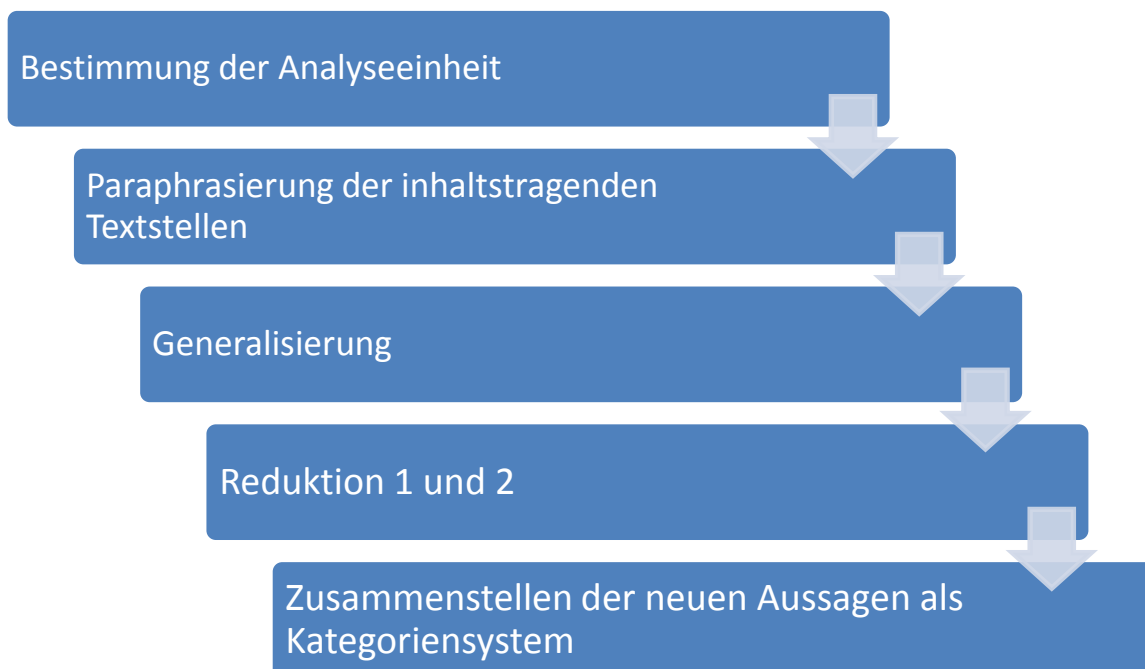 Bestimmung der Analyseeinheit
Paraphrasierung der inhaltstragenden
Textstellen
Generalisierung
Reduktion 1 und 2
Zusammenstellen der neuen Aussagen als
Kategoriensystem